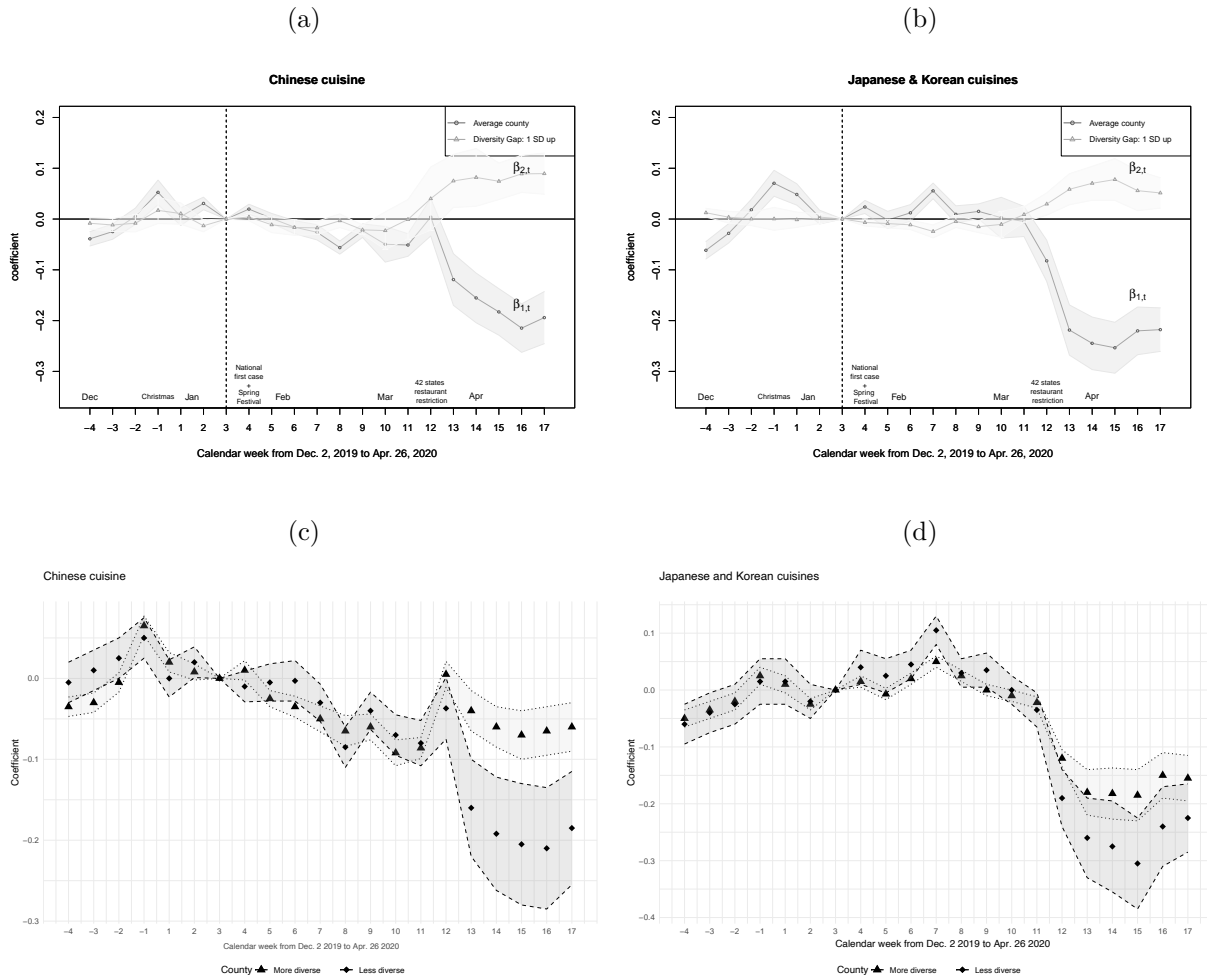 (a)
Chinese cuisine
0.2
0.1
0.0
−0.1
−0.2
−0.3
coefficient
Average county
Diversity Gap: 1 SD up
β2,t
β1,t
National
first case
+
Spring
Festival
42 states
restaurant
restriction
Dec
Christmas
Jan
Feb
Mar
Apr
−4 −3 −2 −1 1 2 3 4 5 6 7 8 9 10 11 12 13 14 15 16 17
Calendar week from Dec. 2, 2019 to Apr. 26, 2020
(b)
Japanese & Korean cuisines
0.2
0.1
0.0
−0.1
−0.2
−0.3
coefficient
Average county
Diversity Gap: 1 SD up
β2,t
β1,t
National
first case
+
Spring
Festival
42 states
restaurant
restriction
Dec
Christmas
Jan
Feb
Mar
Apr
−4 −3 −2 −1 1 2 3 4 5 6 7 8 9 10 11 12 13 14 15 16 17
Calendar week from Dec. 2, 2019 to Apr. 26, 2020
(c)
Chinese cuisine
0.0
−0.1
−0.2
−0.3
Coefficient
−4 −3 −2 −1 1 2 3 4 5 6 7 8 9 10 11 12 13 14 15 16 17
Calendar week from Dec. 2 2019 to Apr. 26 2020
County More diverse Less diverse
(d)
Japanese and Korean cuisines
0.1
0.0
−0.1
−0.2
−0.3
−0.4
Coefficient
−4 −3 −2 −1 1 2 3 4 5 6 7 8 9 10 11 12 13 14 15 16 17
Calendar week from Dec. 2 2019 to Apr. 26 2020
County More diverse Less diverse